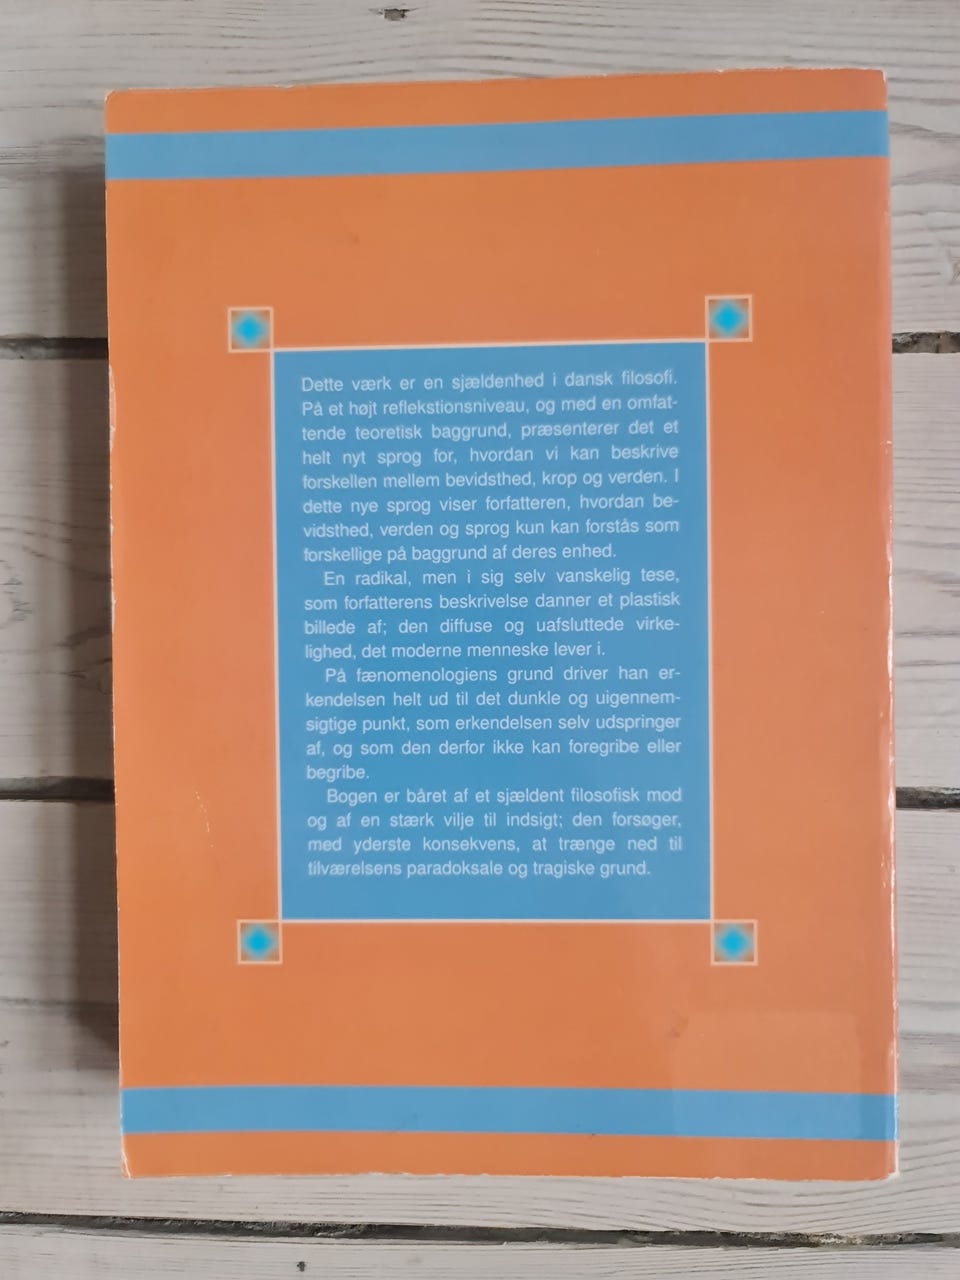 Dette værk er en sjældenhed i dansk filosofi.
På et højt reflekstionsniveau, og med en omfat-
tende teoretisk baggrund, præsenterer det et
helt nyt sprog for, hvordan vi kan beskrive
forskellen mellem bevidsthed, krop og verden. I
dette nye sprog viser forfatteren, hvordan be-
vidsthed, verden og sprog kun kan forstås som
forskellige på baggrund af deres enhed.
En radikal, men i sig selv vanskelig tese,
som forfatterens beskrivelse danner et plastisk
billede af; den diffuse og uafsluttede virke-
lighed, det moderne menneske lever i.
På fænomenologiens grund driver han er-
kendelsen helt ud til det dunkle og uigennem-
sigtige punkt, som erkendelsen selv udspringer
af, og som den derfor ikke kan foregribe eller
begribe.
Bogen er båret af et sjældent filosofisk mod
og af en stærk vilje til indsigt; den forsøger,
med yderste konsekvens, at trænge ned til
tilværelsens paradoksale og tragiske grund.